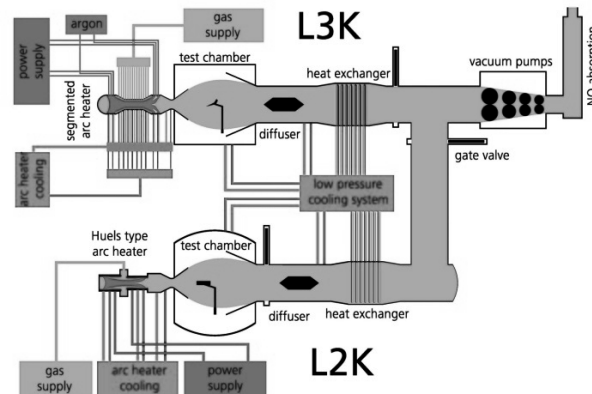 L3K
argon
gas
supply
power
supply
segmented
arc heater
test chamber
heat exchanger
vacuum pumps
NOx absorption
diffuser
gate valve
arc heater
cooling
low pressure
cooling system
Huels type
arc heater
test chamber
diffuser
heat exchanger
gas
supply
arc heater
cooling
power
supply
L2K